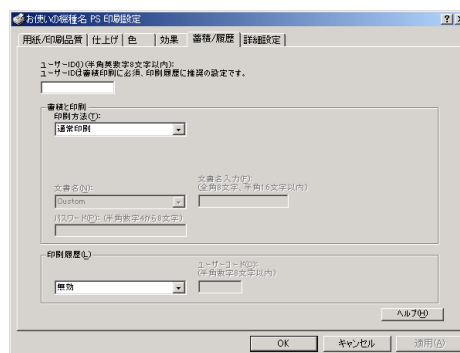 お使いの機種名 PS 印刷設定
用紙/印刷品質 仕上げ 色 効果 蓄積/履歴 詳細設定
ユーザーID(I)(半角英数字8文字以内):
ユーザーIDは蓄積印刷に必須、印刷履歴に推奨の設定です。
蓄積と印刷
印刷方法(T):
通常印刷
文書名(N):
Custom
文書名入力(F):
(全角8文字、半角16文字以内)
パスワード(P): (半角数字4から8文字)
印刷履歴(L)
無効
ユーザーコード(C):
(半角数字8文字以内)
ヘルプ(H)
OK キャンセル 適用(A)